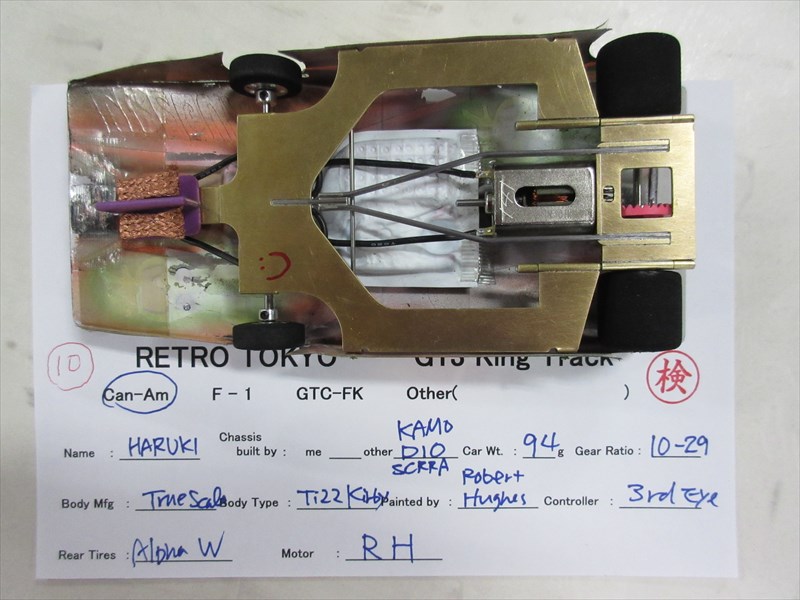 RETRO TOKYO GT3 King Track
10
検
Can-Am F-1 GTC-FK Other( )
Name : HARUKI Chassis built by : me other KAMO DIO SCRRA Car Wt. : 94 g Gear Ratio : 10-29
Body Mfg : TrueScale Body Type : Ti22 Kirby Painted by : Robert Hughes Controller : 3rd Eye
Rear Tires : Alpha W Motor : RH